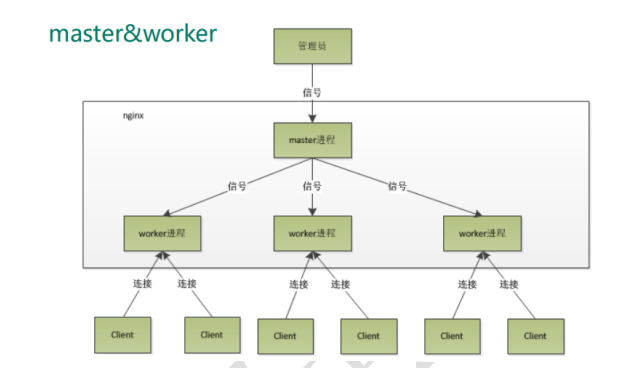 master&worker
管理员
信号
nginx
master进程
信号 信号 信号
worker进程 worker进程 worker进程
连接 连接 连接 连接 连接 连接
Client Client Client Client Client Client